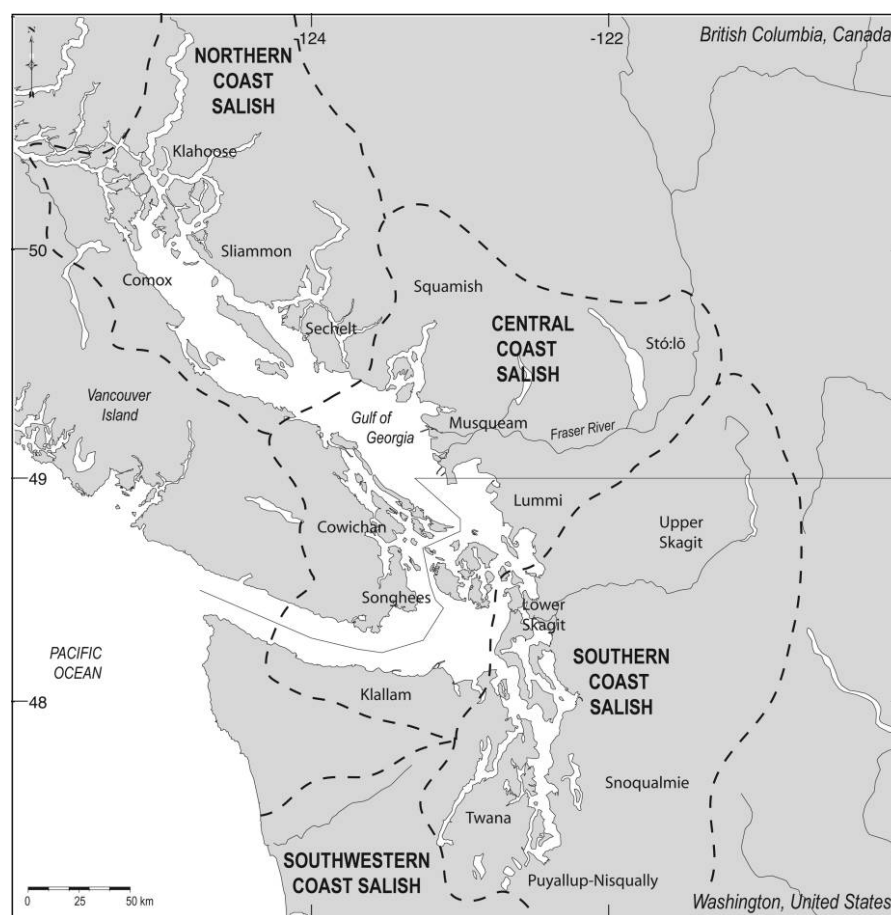 -124
-122
British Columbia, Canada
N
NORTHERN
COAST
SALISH
Klahoose
50
Sliammon
Comox
Squamish
Sechelt
CENTRAL
COAST
SALISH
Stó:lō
Vancouver
Island
Gulf of
Georgia
Musqueam
Fraser River
49
Lummi
Cowichan
Upper
Skagit
Songhees
Lower
Skagit
PACIFIC
OCEAN
SOUTHERN
COAST
SALISH
48
Klallam
Snoqualmie
Twana
SOUTHWESTERN
COAST SALISH
Puyallup-Nisqually
0 25 50 km
Washington, United States